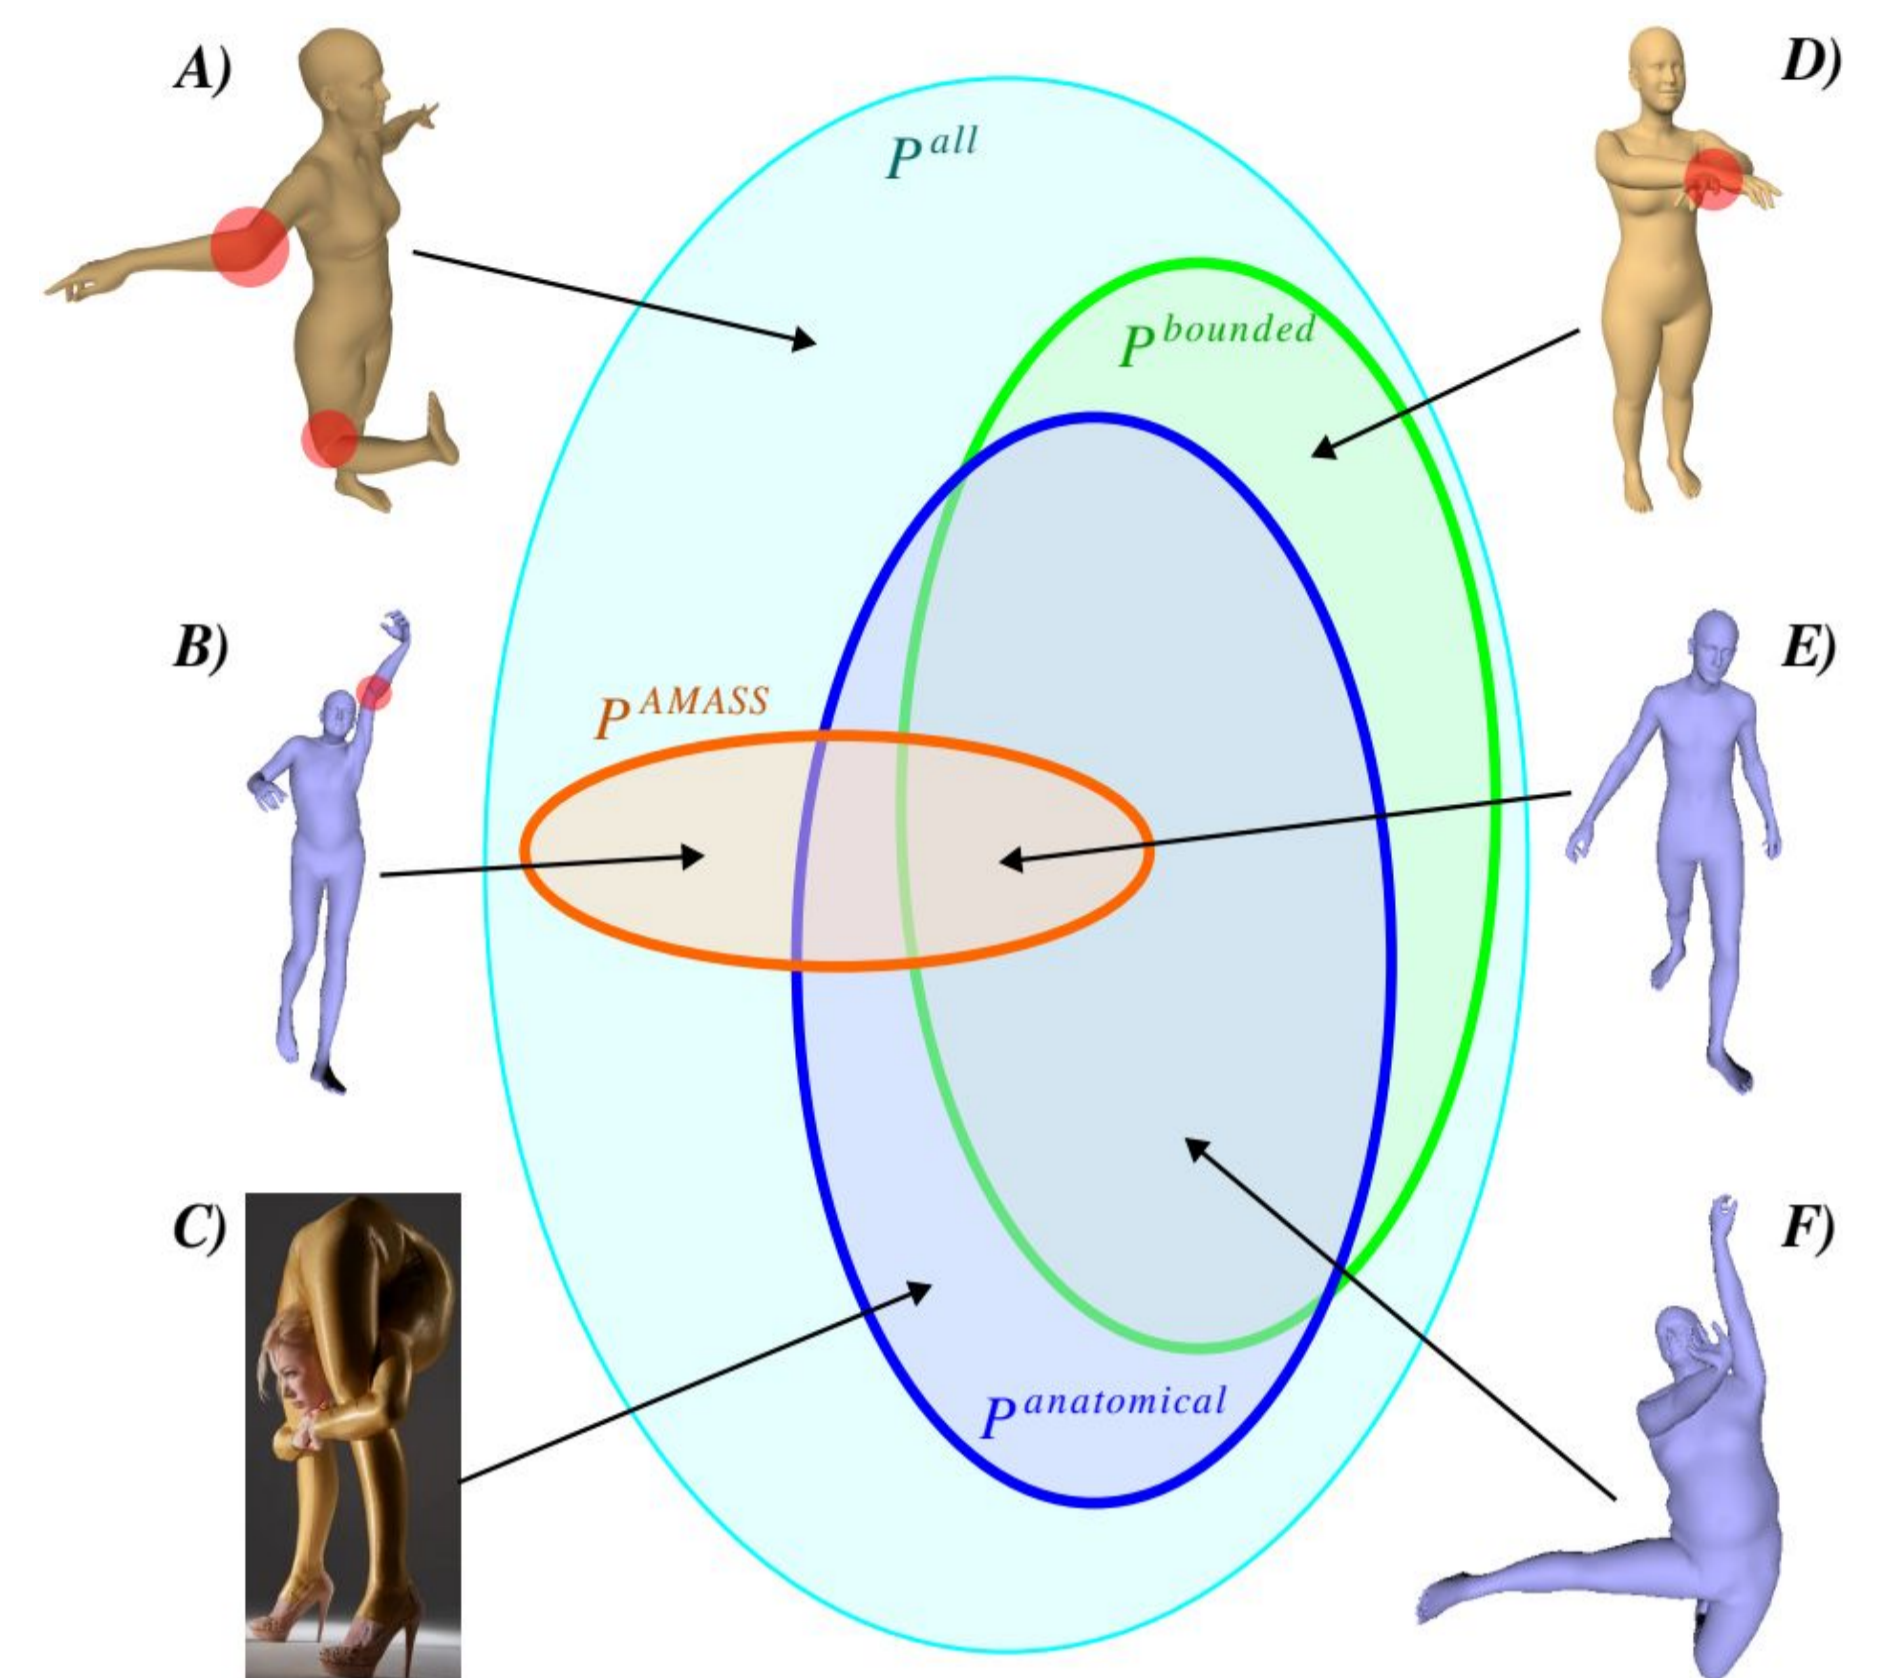 A)
D)
P^all
P^bounded
B)
E)
P^AMASS
C)
F)
P^anatomical